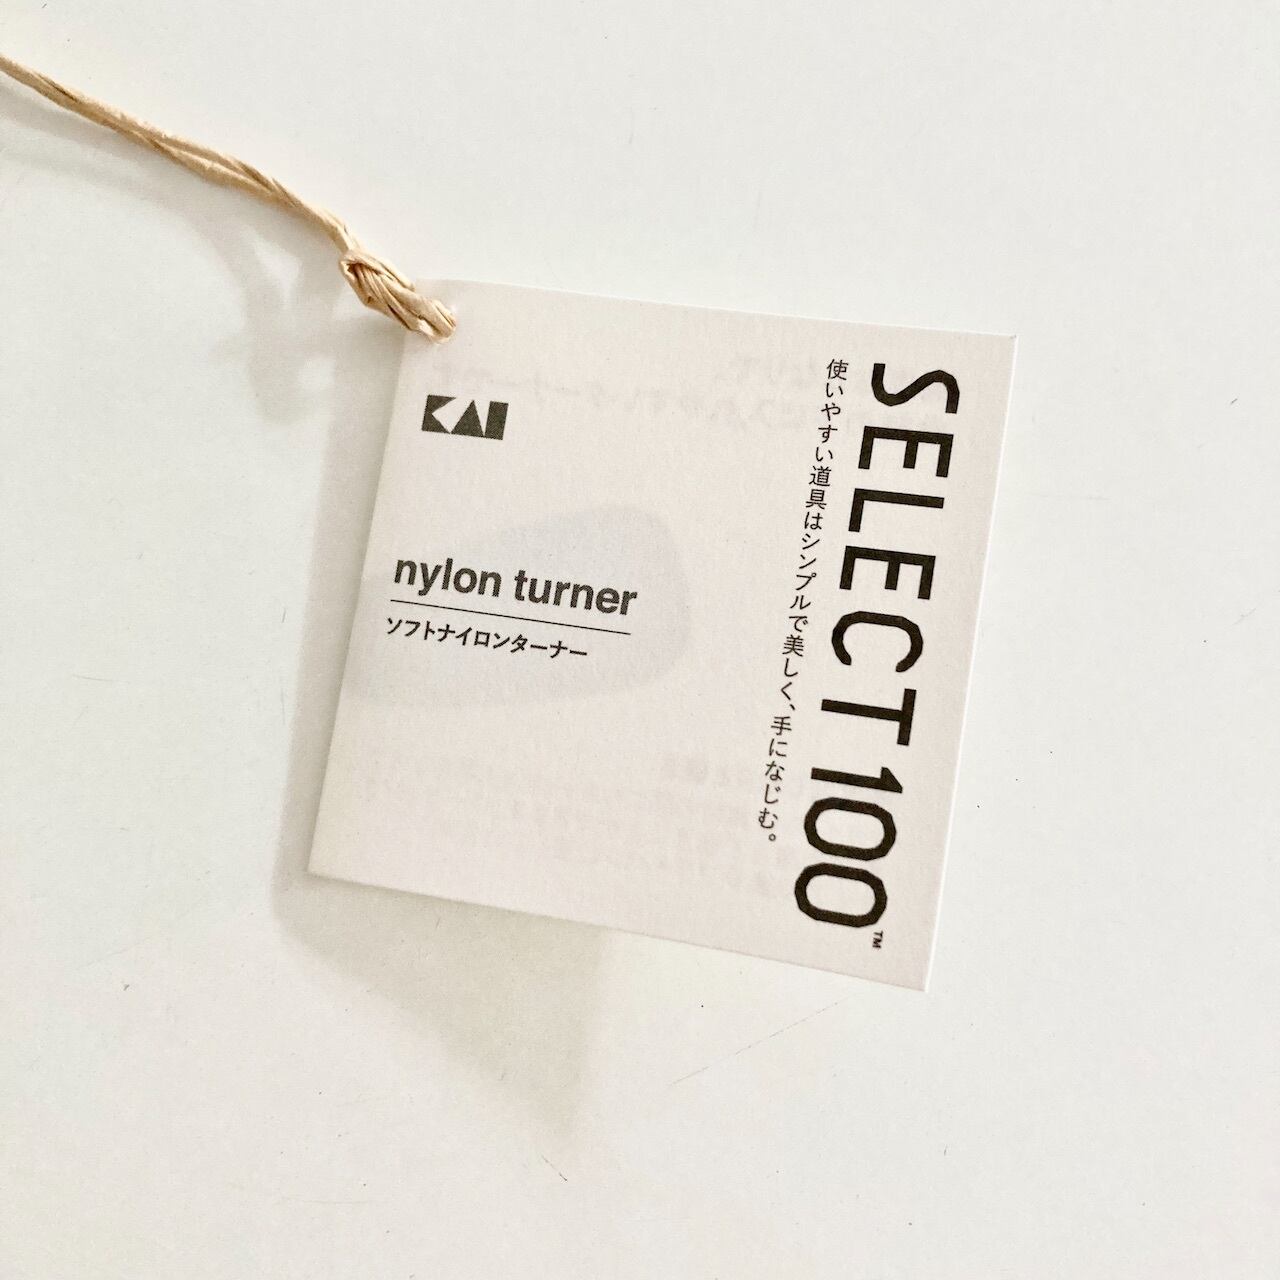 KAI
nylon turner
ソフトナイロンターナー
SELECT100™
使いやすい道具はシンプルで美しく、手になじむ。